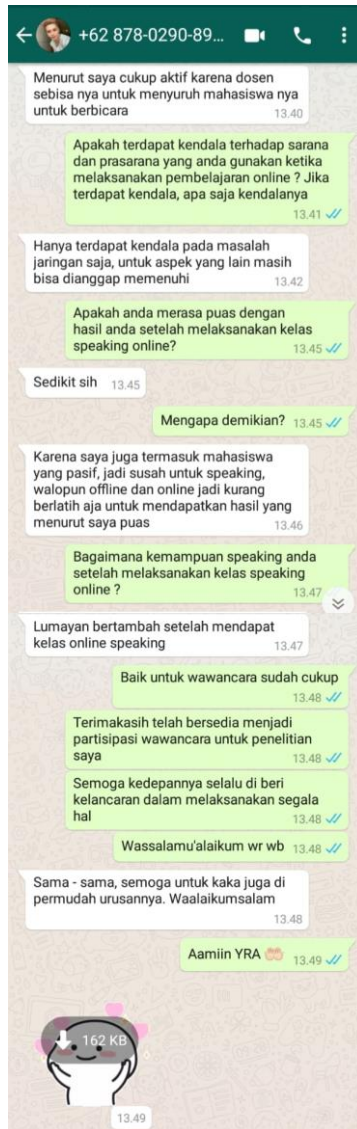 +62 878-0290-89...
Menurut saya cukup aktif karena dosen
sebisa nya untuk menyuruh mahasiswa nya
untuk berbicara
13.40
Apakah terdapat kendala terhadap sarana
dan prasarana yang anda gunakan ketika
melaksanakan pembelajaran online ? Jika
terdapat kendala, apa saja kendalanya
13.41
Hanya terdapat kendala pada masalah
jaringan saja, untuk aspek yang lain masih
bisa dianggap memenuhi
13.42
Apakah anda merasa puas dengan
hasil anda setelah melaksanakan kelas
speaking online?
13.45
Sedikit sih 13.45
Mengapa demikian? 13.45
Karena saya juga termasuk mahasiswa
yang pasif, jadi susah untuk speaking,
walopun offline dan online jadi kurang
berlatih aja untuk mendapatkan hasil yang
menurut saya puas
13.46
Bagaimana kemampuan speaking anda
setelah melaksanakan kelas speaking
online ?
13.47
Lumayan bertambah setelah mendapat
kelas online speaking
13.47
Baik untuk wawancara sudah cukup
13.48
Terimakasih telah bersedia menjadi
partisipasi wawancara untuk penelitian
saya
13.48
Semoga kedepannya selalu di beri
kelancaran dalam melaksanakan segala
hal
13.48
Wassalamu'alaikum wr wb 13.48
Sama - sama, semoga untuk kaka juga di
permudah urusannya. Waalaikumsalam
13.48
Aamiin YRA 🤲 13.49
162 KB
13.49